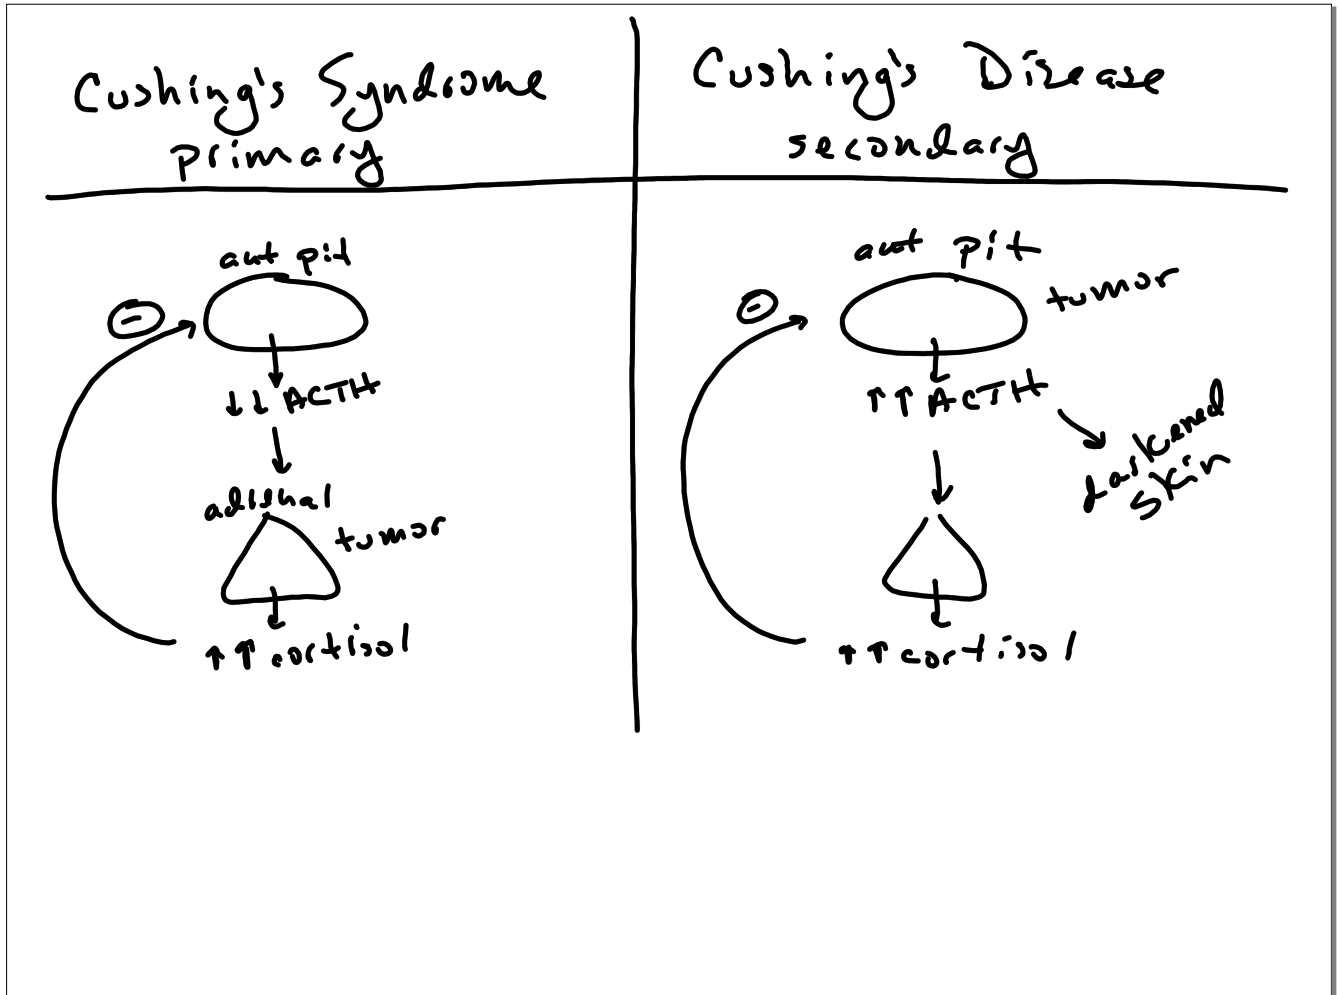 Cushing's Syndrome
primary
ant pit
-
↓↓ ACTH
adrenal
tumor
↑↑ cortisol
Cushing's Disease
secondary
ant pit
tumor
-
↑↑ ACTH
darkened
skin
↑↑ cortisol